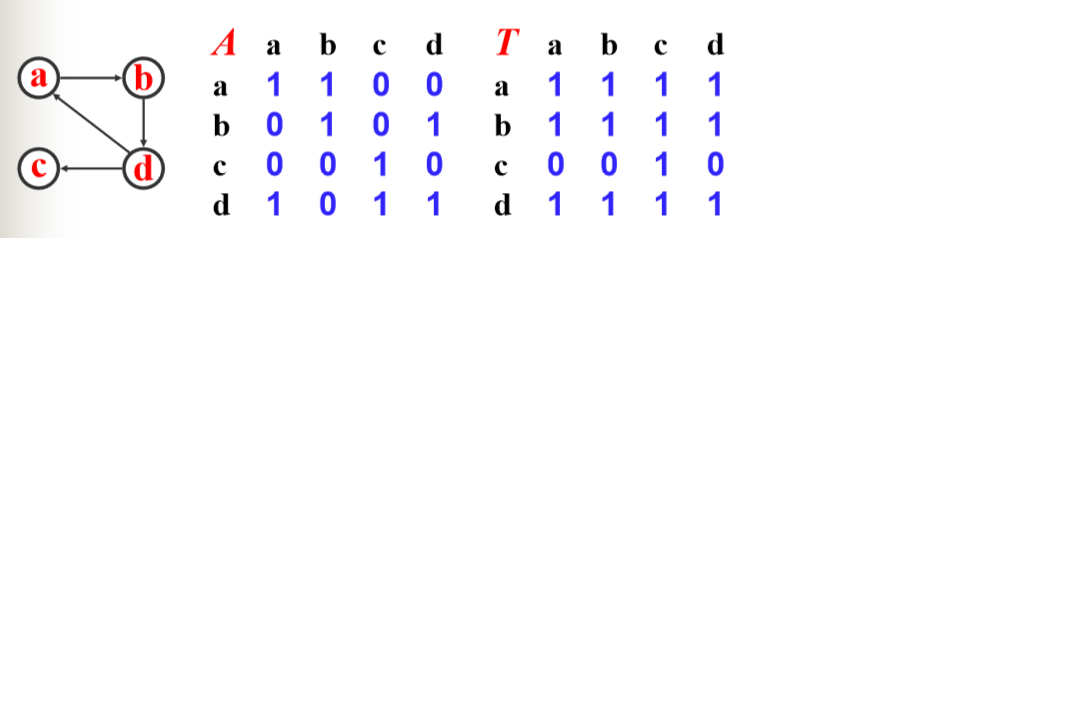 a b
c d
A a b c d
a 1 1 0 0
b 0 1 0 1
c 0 0 1 0
d 1 0 1 1
T a b c d
a 1 1 1 1
b 1 1 1 1
c 0 0 1 0
d 1 1 1 1